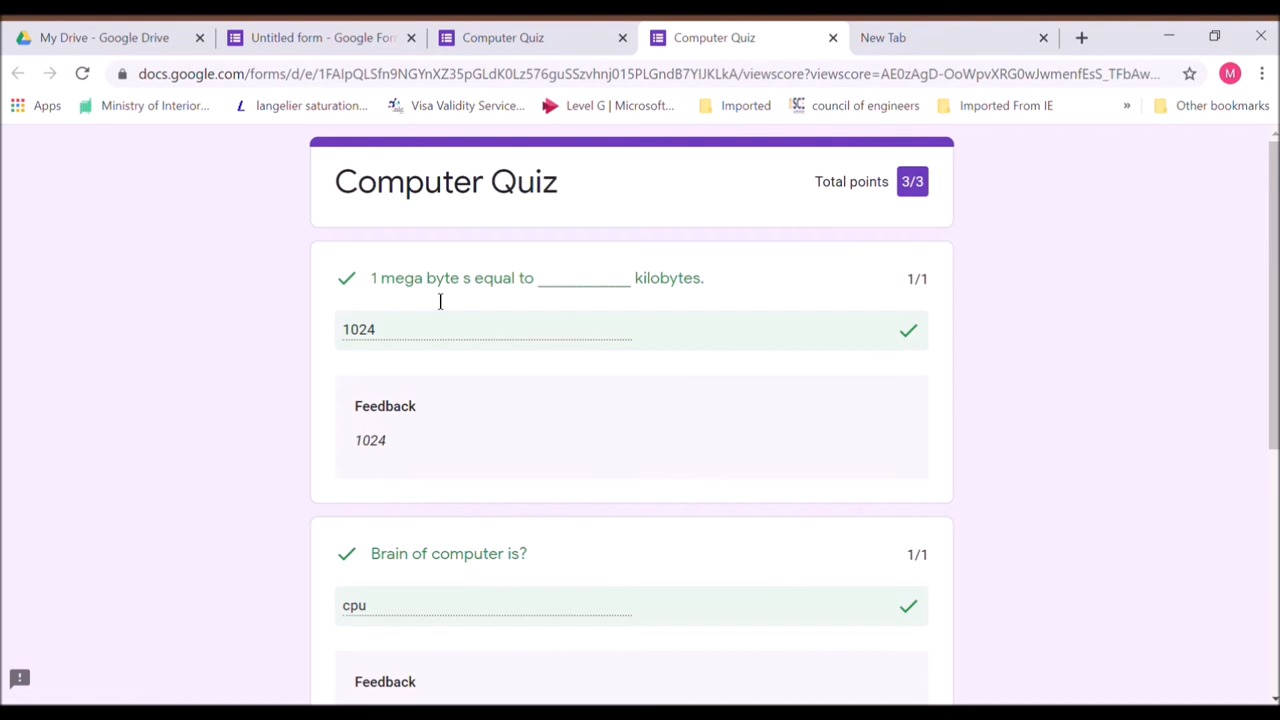 My Drive - Google Drive
Untitled form - Google For
Computer Quiz
Computer Quiz
New Tab
docs.google.com/forms/d/e/1FAIpQLSfn9NGYnXZ35pGLdK0Lz576guSSzvhnj015PLGndB7YIJKLkA/viewscore?viewscore=AE0zAgD-OoWpvXRG0wJwmenfEsS_TFbAw...
M
Apps
Ministry of Interior...
langelier saturation...
Visa Validity Service...
Level G | Microsoft...
Imported
council of engineers
Imported From IE
»
Other bookmarks
Computer Quiz
Total points 3/3
1 mega byte s equal to ___________ kilobytes.
1/1
1024
Feedback
1024
Brain of computer is?
1/1
cpu
Feedback